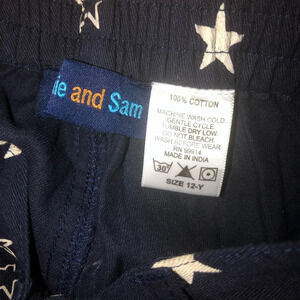 ie and Sam
100% COTTON
MACHINE WASH COLD
GENTLE CYCLE
TUMBLE DRY LOW.
DO NOT BLEACH.
WASH BEFORE WEAR.
RN 99914
MADE IN INDIA
30
SIZE 12-Y